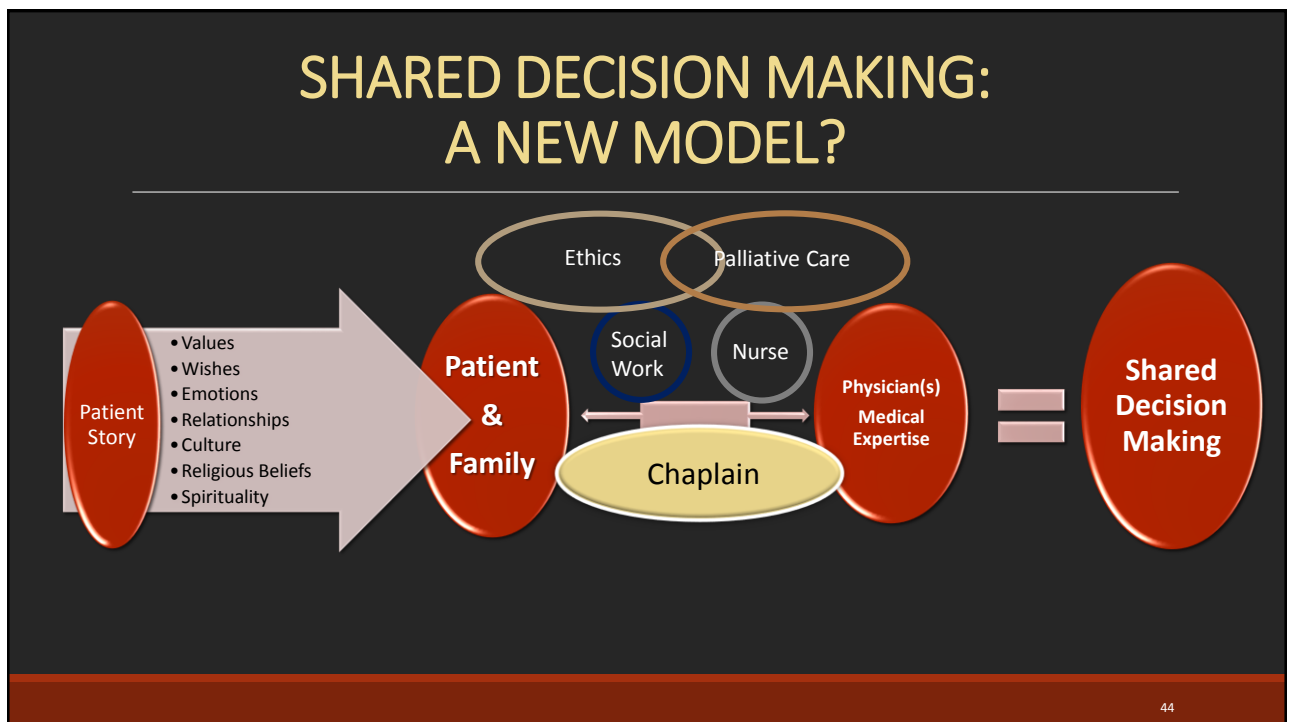 SHARED DECISION MAKING:
A NEW MODEL?
Patient
Story
•Values
•Wishes
•Emotions
•Relationships
•Culture
•Religious Beliefs
•Spirituality
Patient
&
Family
Ethics
Palliative Care
Social
Work
Nurse
Chaplain
Physician(s)
Medical
Expertise
Shared
Decision
Making
44